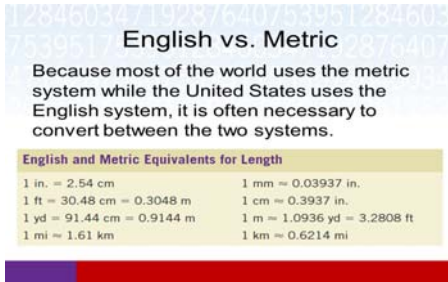 English vs. Metric
Because most of the world uses the metric
system while the United States uses the
English system, it is often necessary to
convert between the two systems.
English and Metric Equivalents for Length
1 in. = 2.54 cm
1 ft = 30.48 cm = 0.3048 m
1 yd = 91.44 cm = 0.9144 m
1 mi ≈ 1.61 km
1 mm ≈ 0.03937 in.
1 cm ≈ 0.3937 in.
1 m ≈ 1.0936 yd ≈ 3.2808 ft
1 km ≈ 0.6214 mi